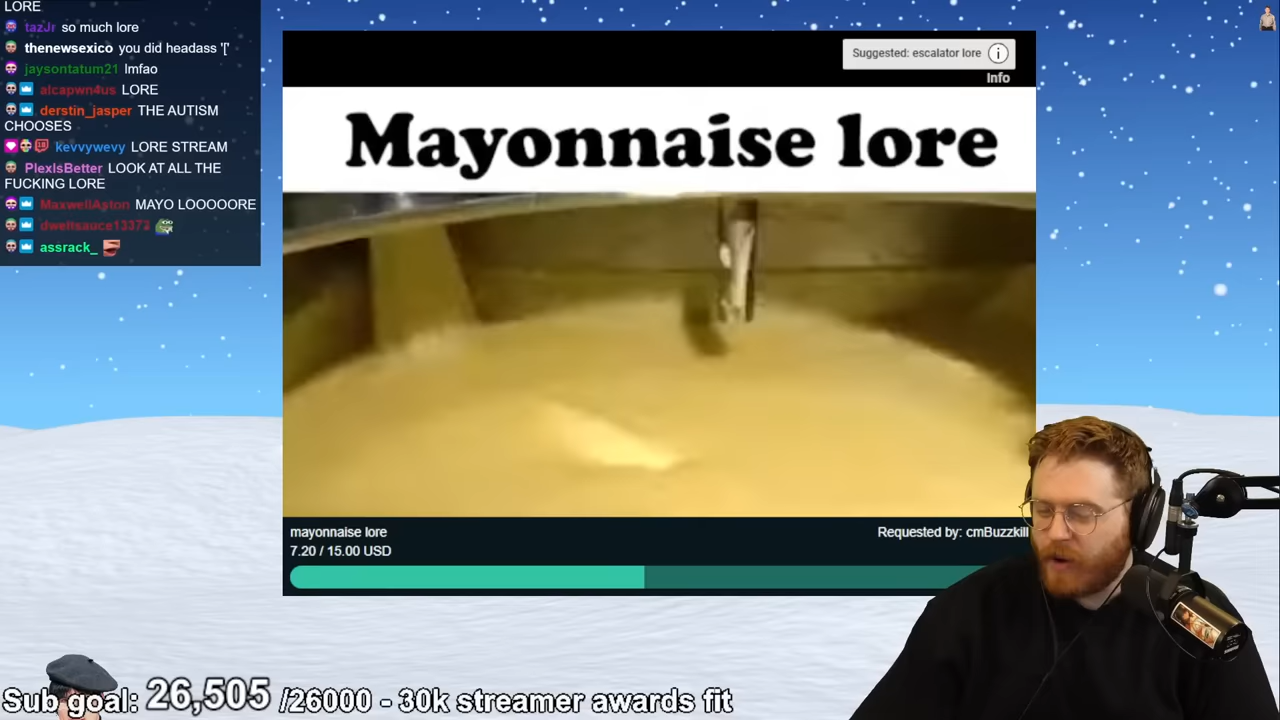 LORE
tazJr so much lore
thenewsexico you did headass '['
jaysontatum21 lmfao
alcapwn4us LORE
derstin_jasper THE AUTISM
CHOOSES
kevvywevy LORE STREAM
PlexIsBetter LOOK AT ALL THE
FUCKING LORE
MaxwellAston MAYO LOOOOORE
dwettsauce13373
assrack_
Suggested: escalator lore
Info
Mayonnaise lore
mayonnaise lore
Requested by: cmBuzzkill
7.20 / 15.00 USD
Sub goal: 26,505 /26000 - 30k streamer awards fit